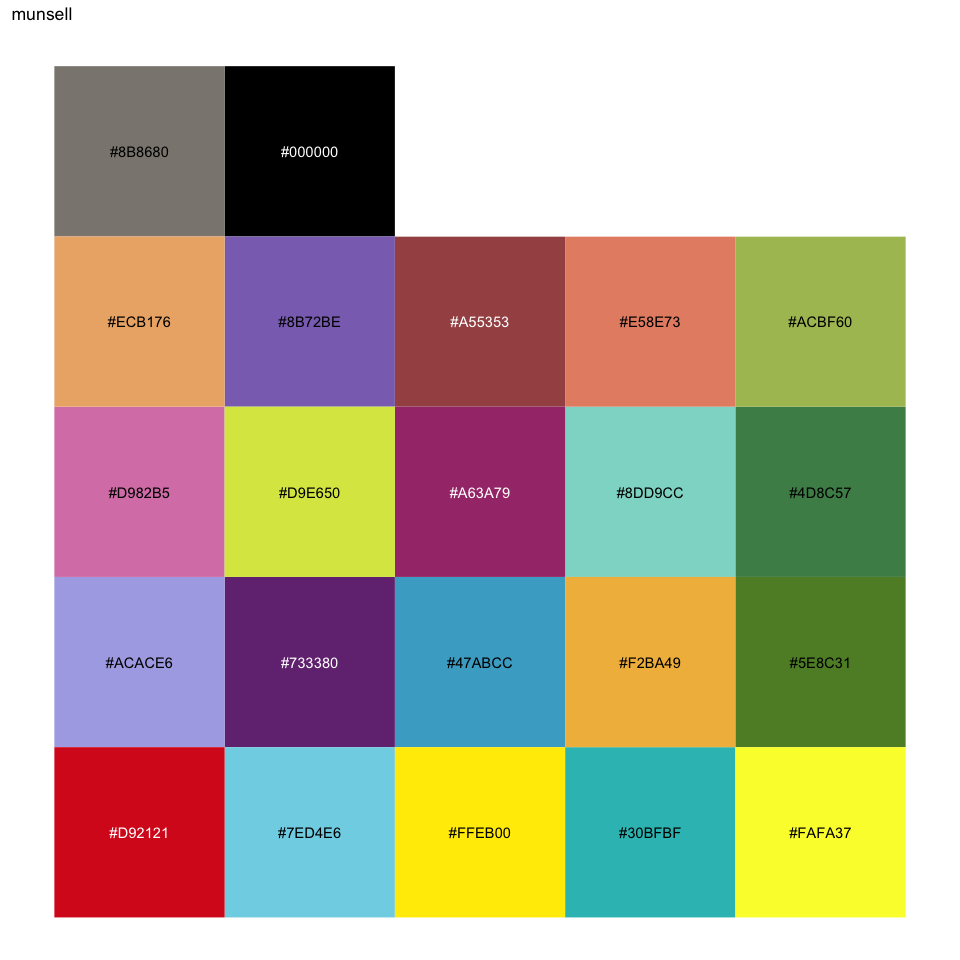 munsell
#8B8680 #000000
#ECB176 #8B72BE #A55353 #E58E73 #ACBF60
#D982B5 #D9E650 #A63A79 #8DD9CC #4D8C57
#ACACE6 #733380 #47ABCC #F2BA49 #5E8C31
#D92121 #7ED4E6 #FFEB00 #30BFBF #FAFA37